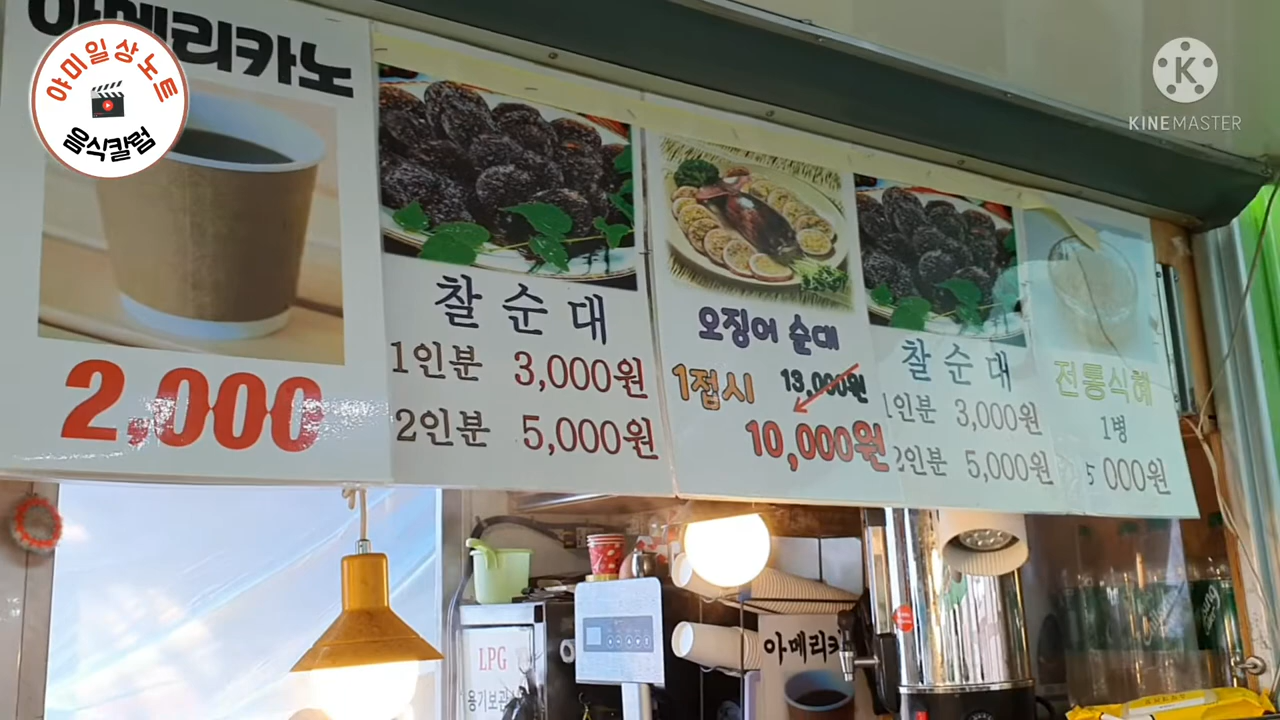 아메리카노
야미일상노트
음식칼럼
K
KINEMASTER
2,000
찰순대
1인분 3,000원
2인분 5,000원
오징어 순대
1접시 13,000원
10,000원
찰순대
1인분 3,000원
2인분 5,000원
전통식혜
1병
5 000원
LPG
용기보관
아메리카